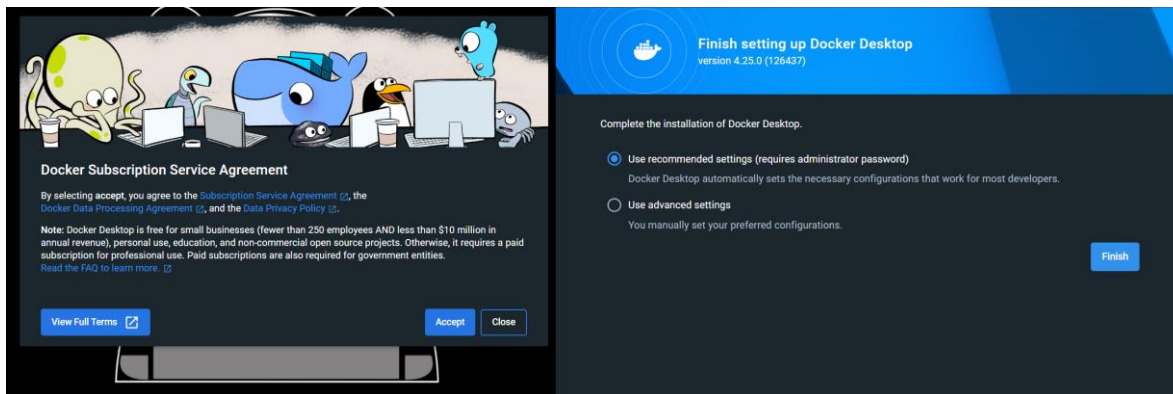 Docker Subscription Service Agreement
By selecting accept, you agree to the Subscription Service Agreement, the
Docker Data Processing Agreement, and the Data Privacy Policy.
Note: Docker Desktop is free for small businesses (fewer than 250 employees AND less than $10 million in
annual revenue), personal use, education, and non-commercial open source projects. Otherwise, it requires a paid
subscription for professional use. Paid subscriptions are also required for government entities.
Read the FAQ to learn more.
View Full Terms
Accept
Close
Finish setting up Docker Desktop
version 4.25.0 (126437)
Complete the installation of Docker Desktop.
Use recommended settings (requires administrator password)
Docker Desktop automatically sets the necessary configurations that work for most developers.
Use advanced settings
You manually set your preferred configurations.
Finish